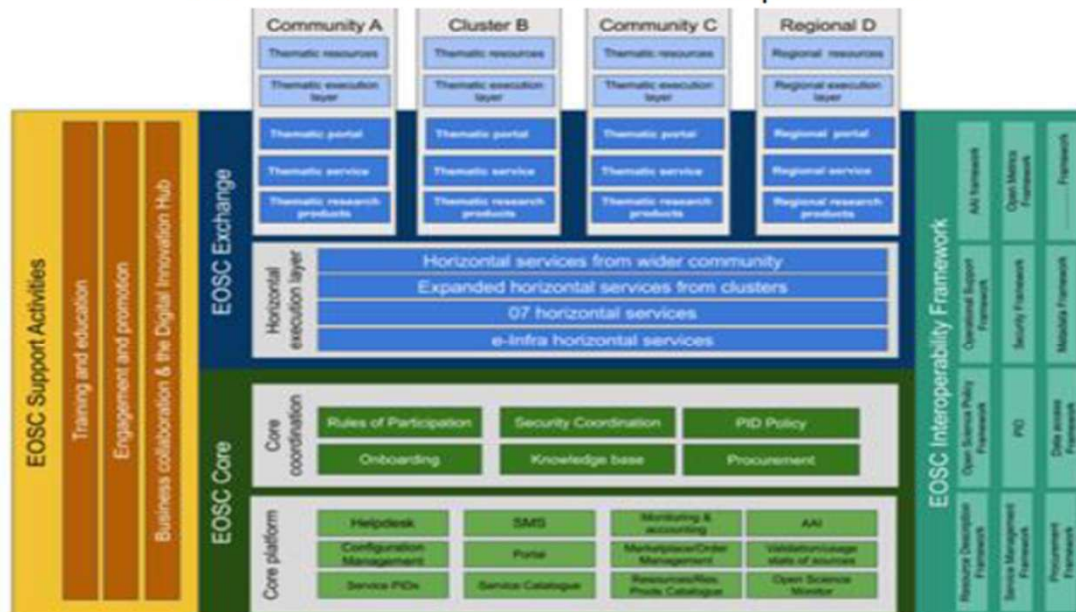 Community A
Cluster B
Community C
Regional D
Thematic resources
Thematic resources
Thematic resources
Regional resources
Thematic execution
layer
Thematic execution
layer
Thematic execution
layer
Regional execution
layer
Thematic portal
Thematic portal
Thematic portal
Regional portal
Thematic service
Thematic service
Thematic service
Regional service
Thematic research
products
Thematic research
products
Thematic research
products
Regional research
products
EOSC Support Activities
Training and education
Engagement and promotion
Business collaboration & the Digital Innovation Hub
EOSC Exchange
Horizontal
execution layer
Horizontal services from wider community
Expanded horizontal services from clusters
07 horizontal services
e-Infra horizontal services
EOSC Core
Core
coordination
Rules of Participation
Security Coordination
PID Policy
Onboarding
Knowledge base
Procurement
Core platform
Helpdesk
SMS
Monitoring &
accounting
AAI
Configuration
Management
Portal
Marketplace/Order
Management
Validation/usage
stats of sources
Service PIDs
Service Catalogue
Resources/Res.
Prods Catalogue
Open Science
Monitor
EOSC Interoperability Framework
AAI framework
Open Metrics
Framework
Framework
Operational Support
Framework
Security Framework
Metadata Framework
Open Science Policy
Framework
PID
Data access
Framework
Resource Description
Framework
Service Management
Framework
Procurement
Framework